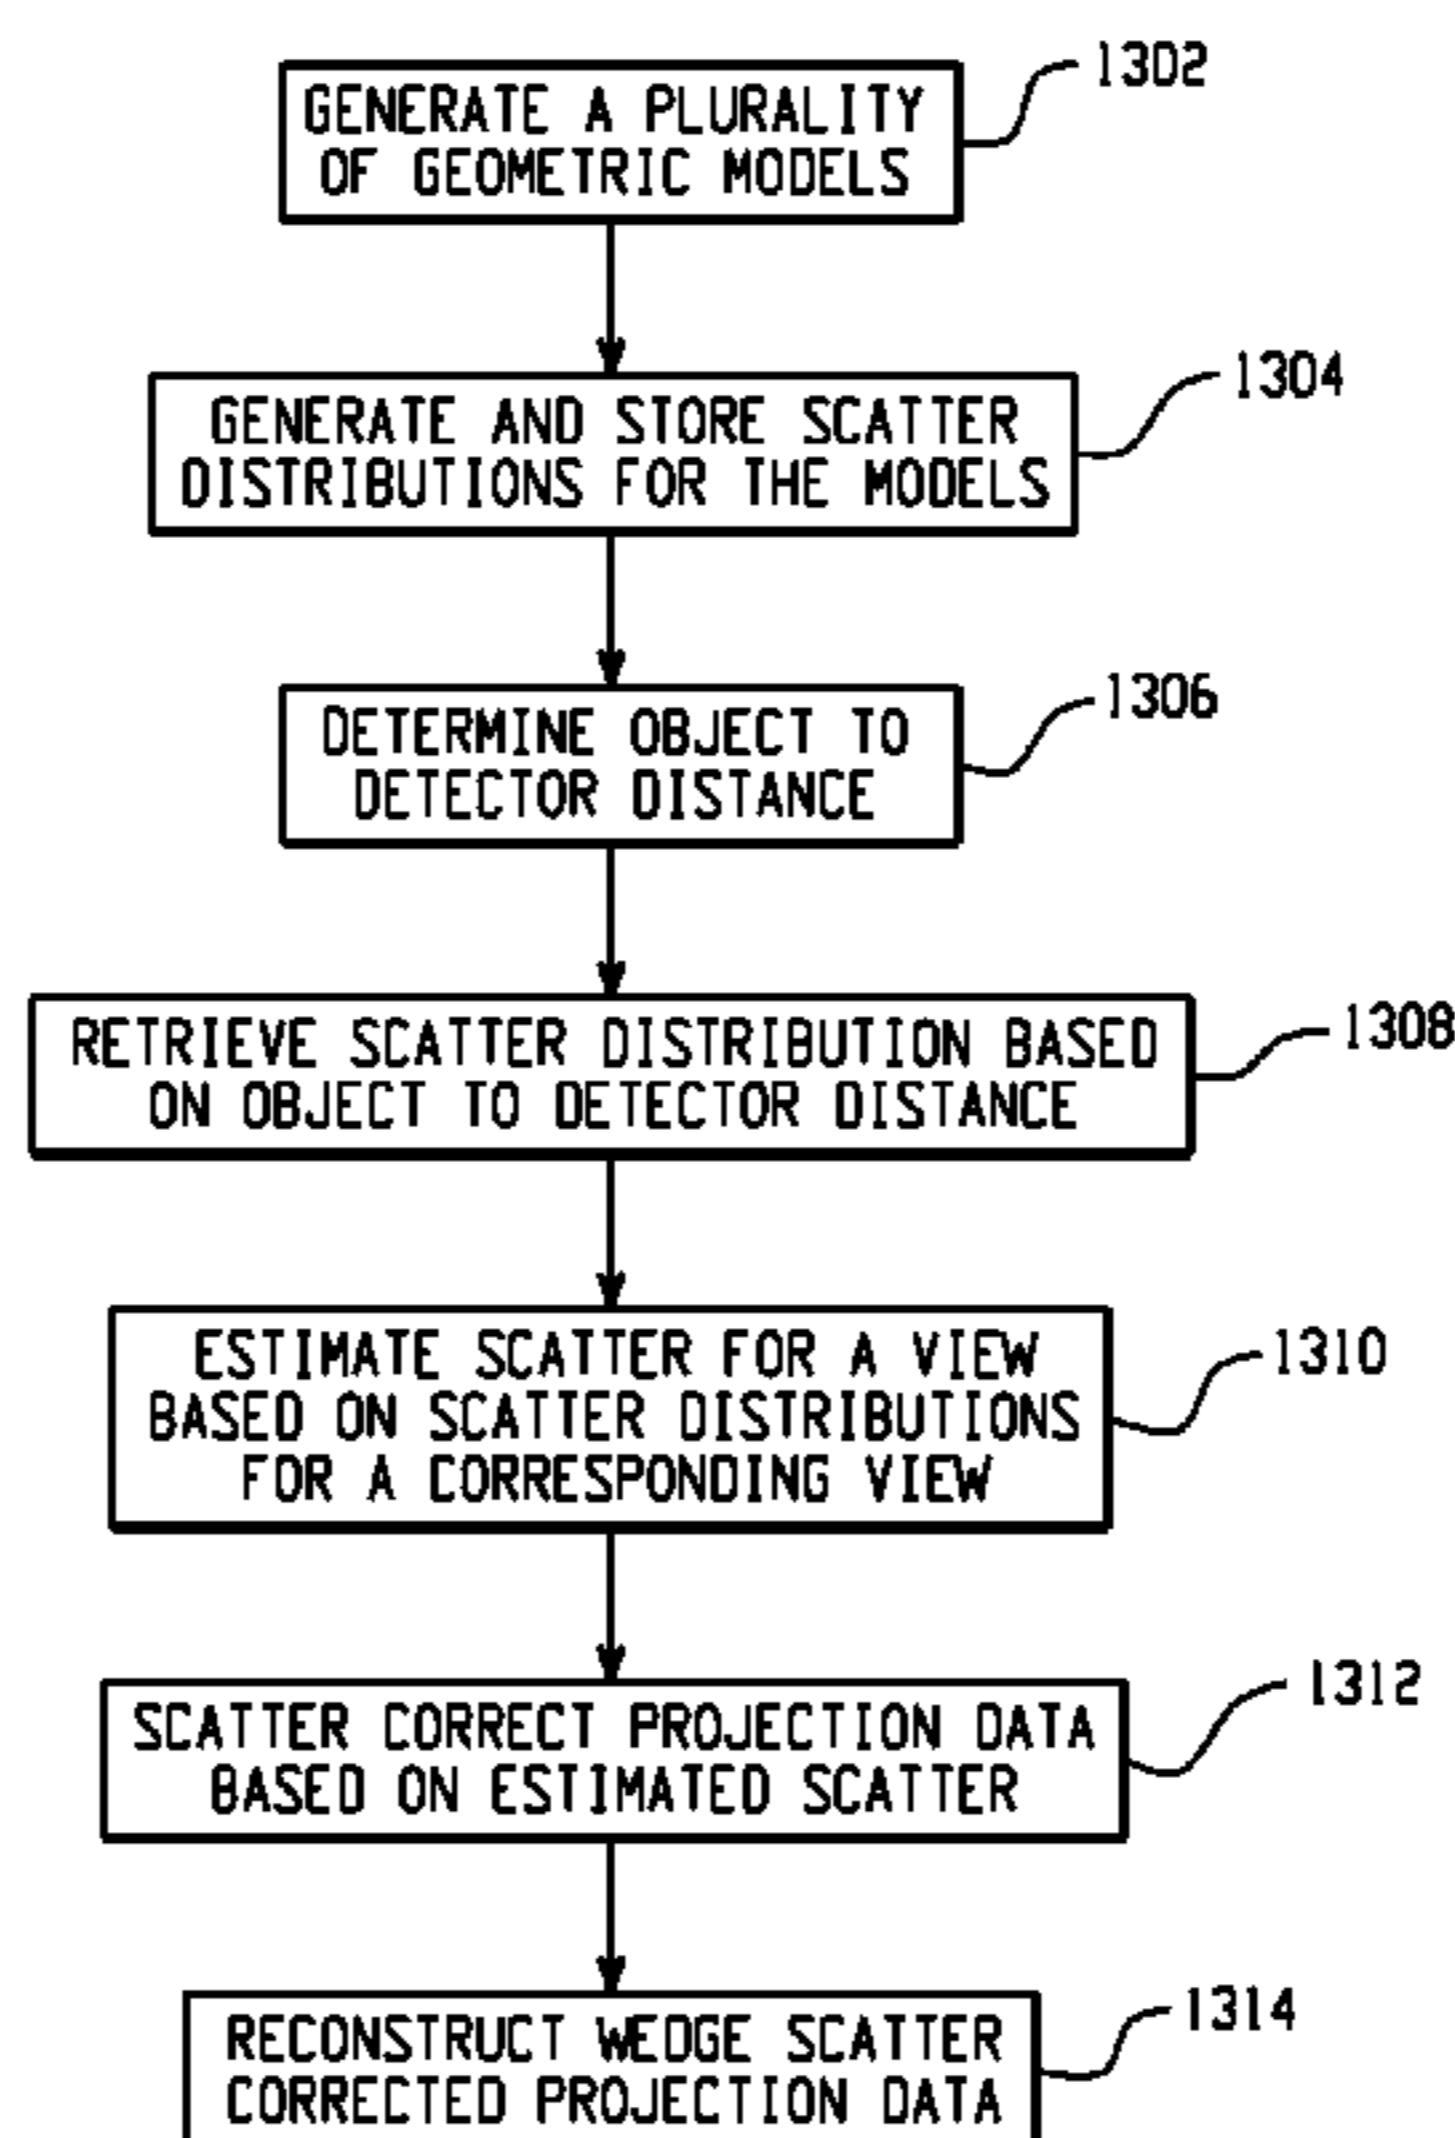 1302
GENERATE A PLURALITY
OF GEOMETRIC MODELS
1304
GENERATE AND STORE SCATTER
DISTRIBUTIONS FOR THE MODELS
1306
DETERMINE OBJECT TO
DETECTOR DISTANCE
1308
RETRIEVE SCATTER DISTRIBUTION BASED
ON OBJECT TO DETECTOR DISTANCE
1310
ESTIMATE SCATTER FOR A VIEW
BASED ON SCATTER DISTRIBUTIONS
FOR A CORRESPONDING VIEW
1312
SCATTER CORRECT PROJECTION DATA
BASED ON ESTIMATED SCATTER
1314
RECONSTRUCT WEDGE SCATTER
CORRECTED PROJECTION DATA